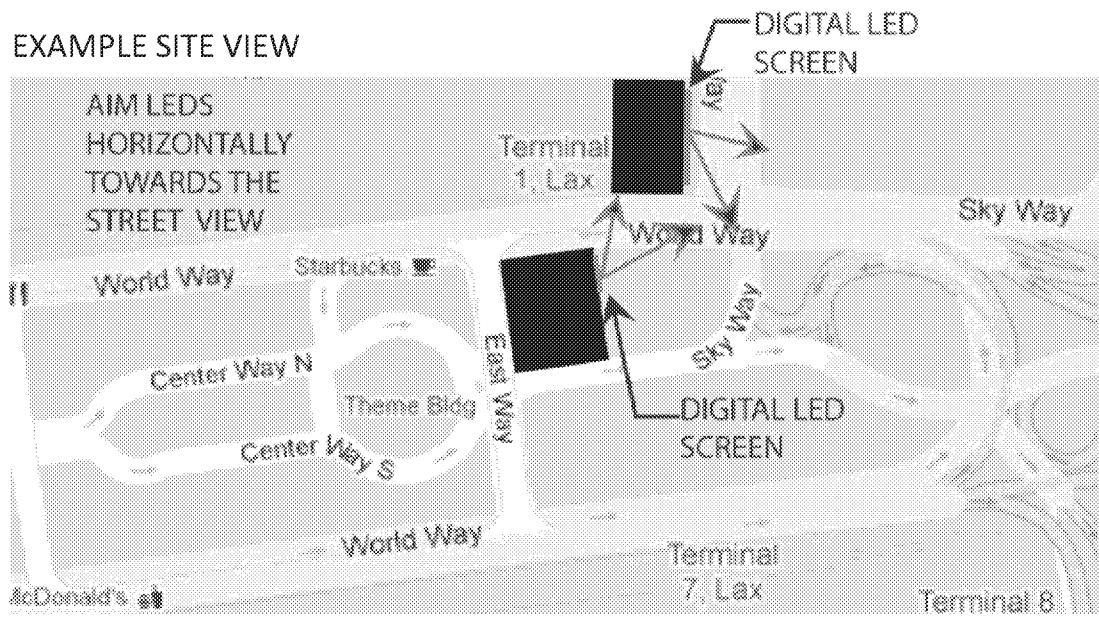 EXAMPLE SITE VIEW
DIGITAL LED
SCREEN
AIM LEDS
HORIZONTALLY
TOWARDS THE
STREET VIEW
Terminal
1, Lax
Sky Way
World Way
Starbucks
World Way
Sky Way
East Way
Center Way N
Theme Bldg
DIGITAL LED
SCREEN
Center Way S
World Way
Terminal
7, Lax
McDonald's
Terminal 8